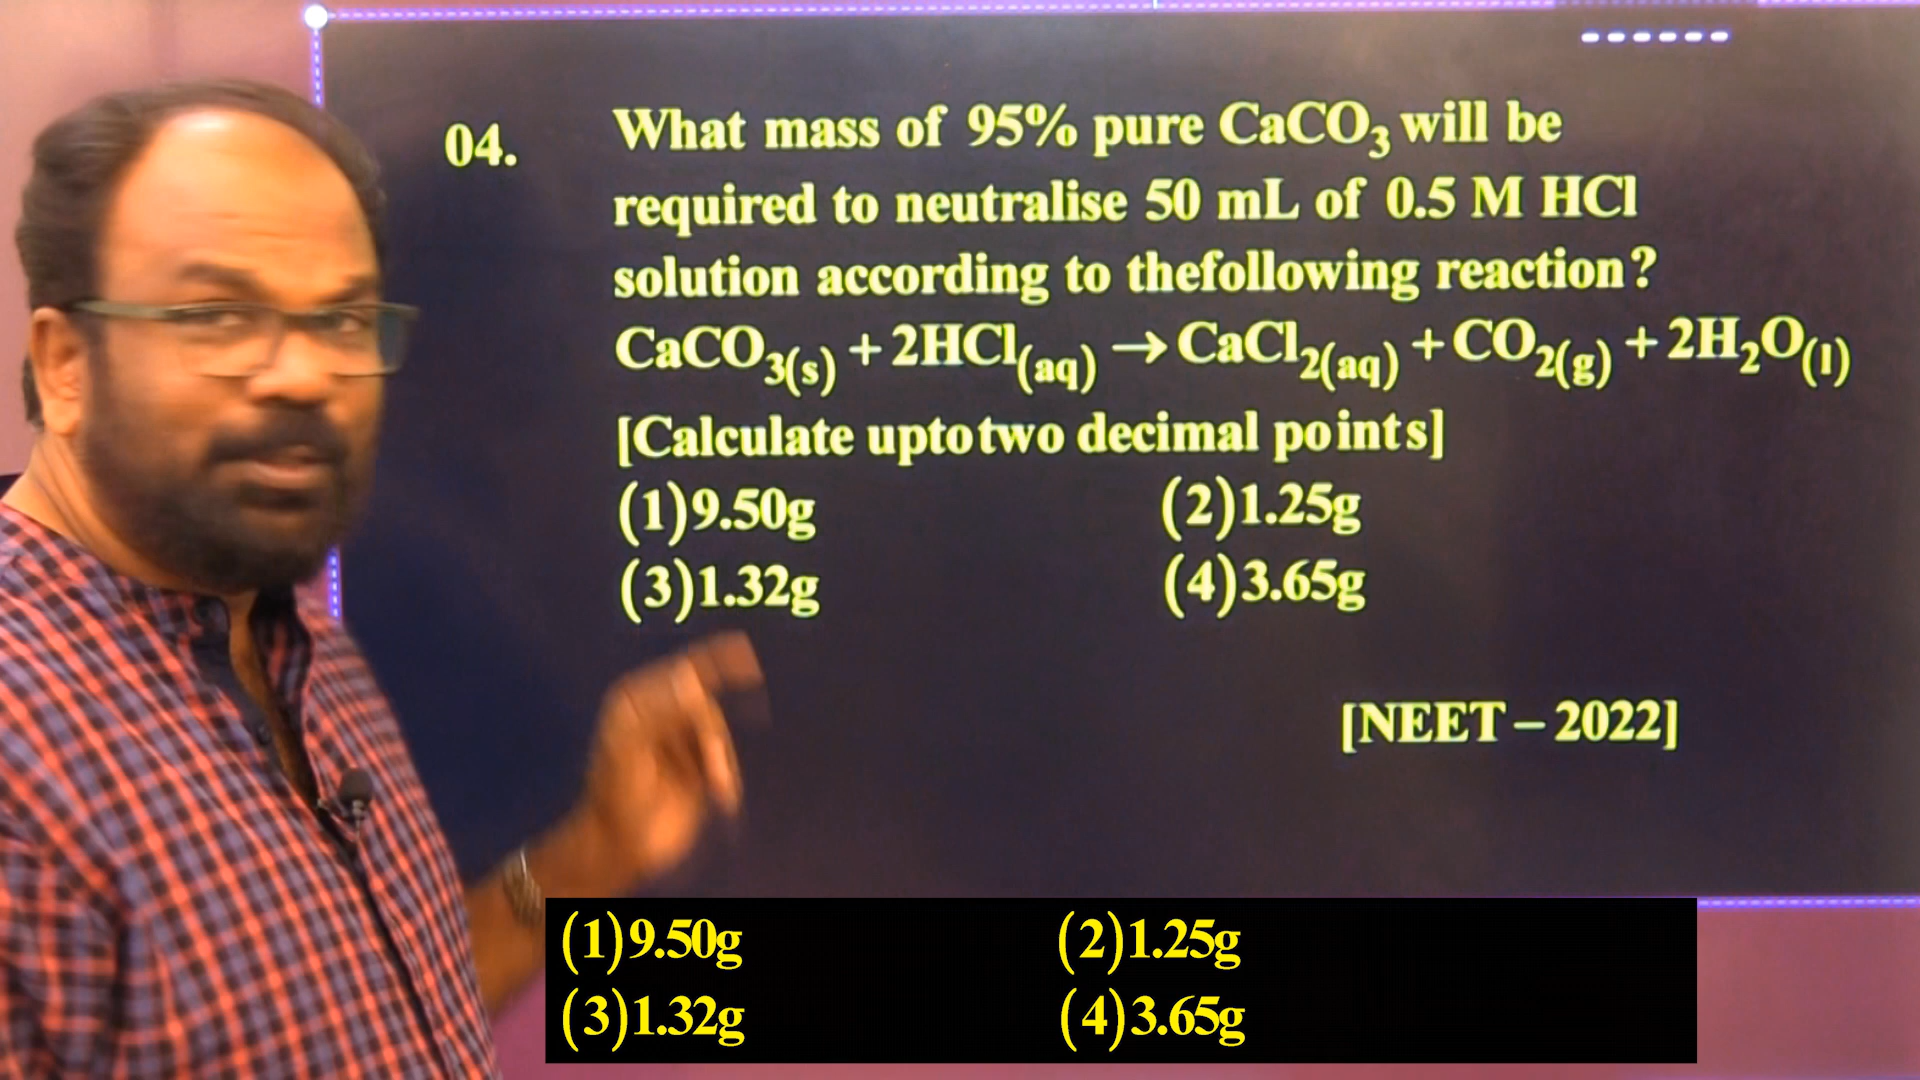 04. What mass of 95% pure CaCO₃ will be
required to neutralise 50 mL of 0.5 M HCl
solution according to thefollowing reaction?
CaCO₃(s) + 2HCl(aq) → CaCl₂(aq) + CO₂(g) + 2H₂O(l)
[Calculate upto two decimal points]
(1)9.50g (2)1.25g
(3)1.32g (4)3.65g
[NEET – 2022]
(1)9.50g (2)1.25g
(3)1.32g (4)3.65g